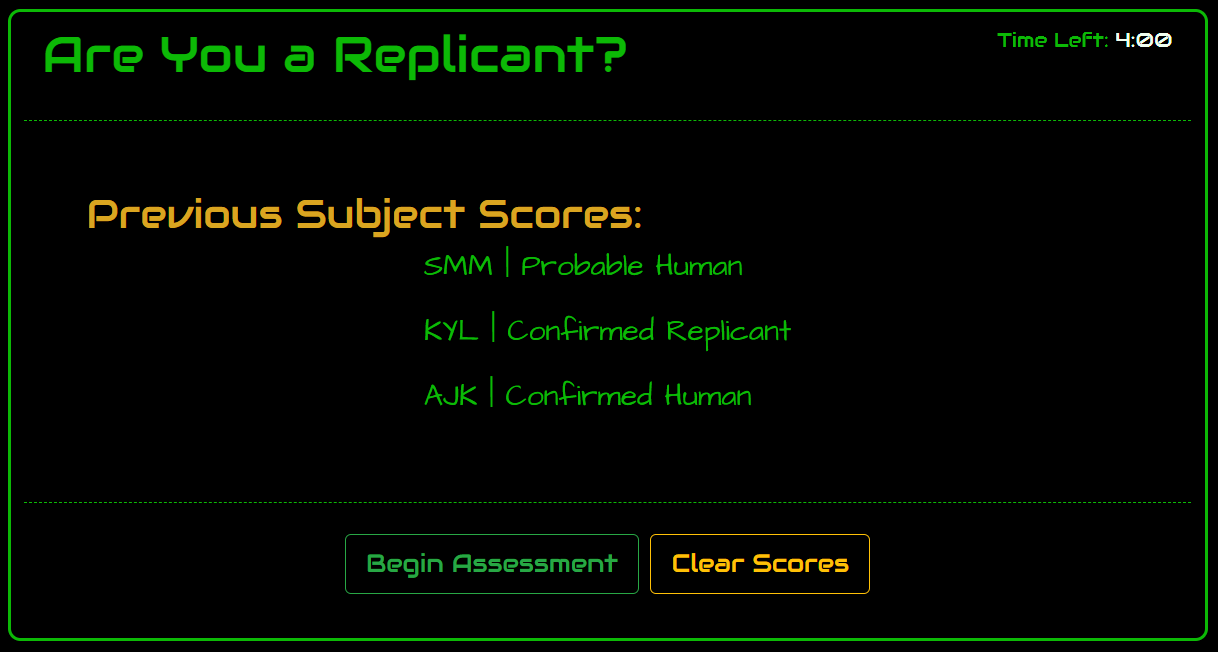 Are You a Replicant?
Time Left: 4:00
Previous Subject Scores:
SMM | Probable Human
KYL | Confirmed Replicant
AJK | Confirmed Human
Begin Assessment
Clear Scores